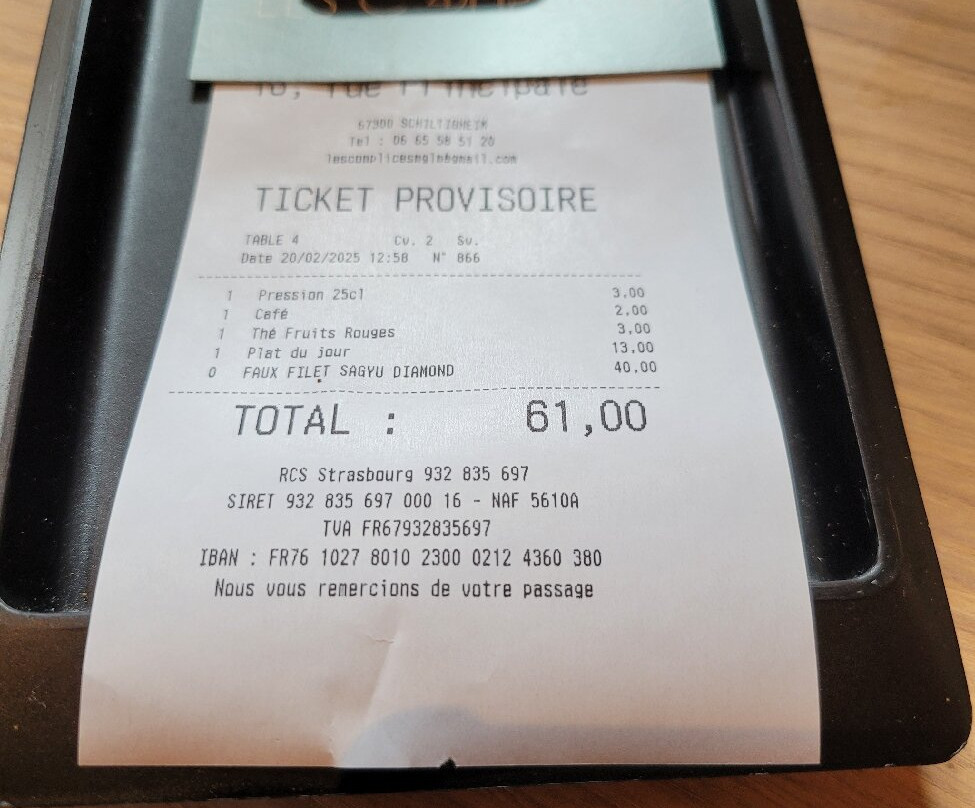 16, rue Principale
67300 SCHILTIGHEIM
Tel : 06 65 58 51 20
TICKET PROVISOIRE
TABLE 4 Cv. 2 Sv.
Date 20/02/2025 12:58 N° 866
1 Pression 25cl 3.00
1 Café 2.00
1 Thé Fruits Rouges 3.00
1 Plat du jour 13.00
0 FAUX FILET SAGYU DIAMOND 40.00
TOTAL : 61,00
RCS Strasbourg 932 835 697
SIRET 932 835 697 000 16 - NAF 5610A
TVA FR67932835697
IBAN : FR76 1027 8010 2300 0212 4360 380
Nous vous remercions de votre passage